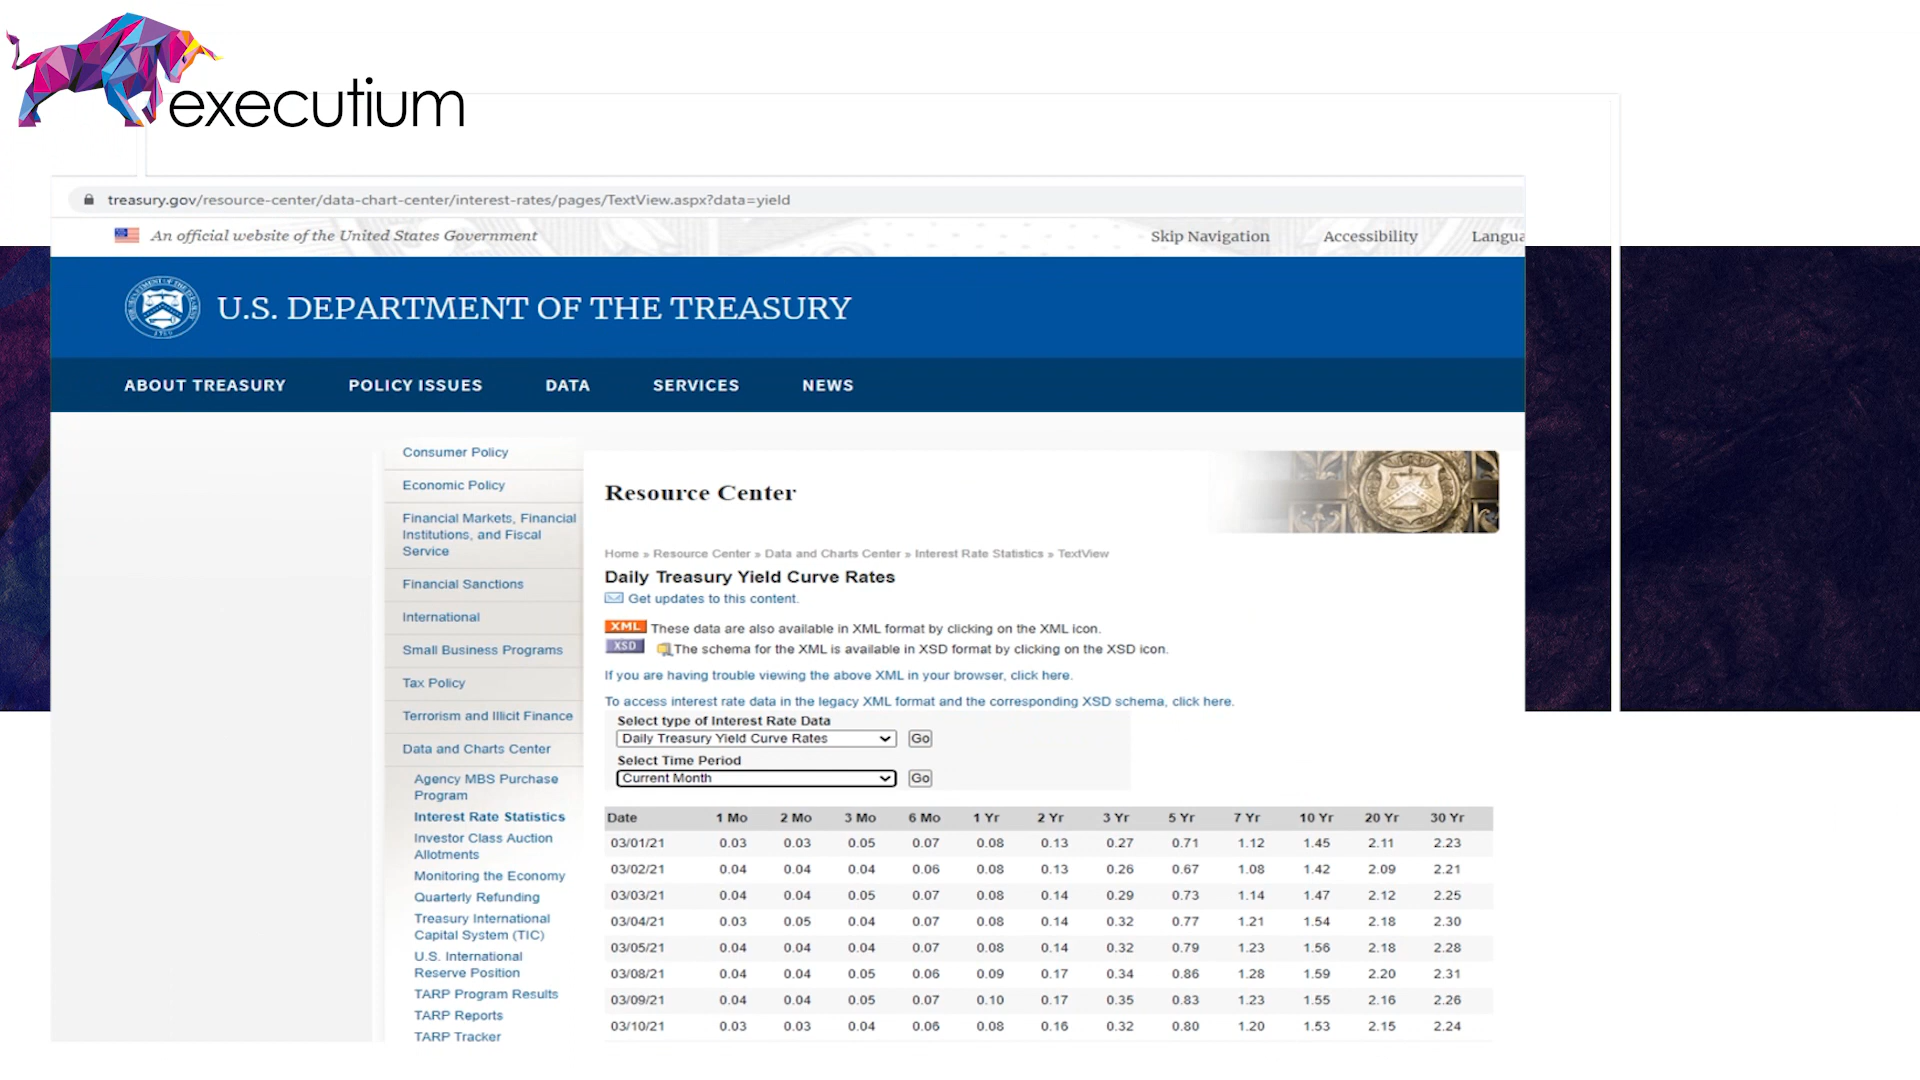 executium
treasury.gov/resource-center/data-chart-center/interest-rates/pages/TextView.aspx?data=yield
An official website of the United States Government
Skip Navigation Accessibility Langua
U.S. DEPARTMENT OF THE TREASURY
ABOUT TREASURY POLICY ISSUES DATA SERVICES NEWS
Consumer Policy
Economic Policy
Financial Markets, Financial
Institutions, and Fiscal
Service
Financial Sanctions
International
Small Business Programs
Tax Policy
Terrorism and Illicit Finance
Data and Charts Center
Agency MBS Purchase
Program
Interest Rate Statistics
Investor Class Auction
Allotments
Monitoring the Economy
Quarterly Refunding
Treasury International
Capital System (TIC)
U.S. International
Reserve Position
TARP Program Results
TARP Reports
TARP Tracker
Resource Center
Home » Resource Center » Data and Charts Center » Interest Rate Statistics » TextView
Daily Treasury Yield Curve Rates
Get updates to this content.
XML These data are also available in XML format by clicking on the XML icon.
XSD The schema for the XML is available in XSD format by clicking on the XSD icon.
If you are having trouble viewing the above XML in your browser, click here.
To access interest rate data in the legacy XML format and the corresponding XSD schema, click here.
Select type of Interest Rate Data
Daily Treasury Yield Curve Rates Go
Select Time Period
Current Month Go
Date 1 Mo 2 Mo 3 Mo 6 Mo 1 Yr 2 Yr 3 Yr 5 Yr 7 Yr 10 Yr 20 Yr 30 Yr
03/01/21 0.03 0.03 0.05 0.07 0.08 0.13 0.27 0.71 1.12 1.45 2.11 2.23
03/02/21 0.04 0.04 0.04 0.06 0.08 0.13 0.26 0.67 1.08 1.42 2.09 2.21
03/03/21 0.04 0.04 0.05 0.07 0.08 0.14 0.29 0.73 1.14 1.47 2.12 2.25
03/04/21 0.03 0.05 0.04 0.07 0.08 0.14 0.32 0.77 1.21 1.54 2.18 2.30
03/05/21 0.04 0.04 0.04 0.07 0.08 0.14 0.32 0.79 1.23 1.56 2.18 2.28
03/08/21 0.04 0.04 0.05 0.06 0.09 0.17 0.34 0.86 1.28 1.59 2.20 2.31
03/09/21 0.04 0.04 0.05 0.07 0.10 0.17 0.35 0.83 1.23 1.55 2.16 2.26
03/10/21 0.03 0.03 0.04 0.06 0.08 0.16 0.32 0.80 1.20 1.53 2.15 2.24